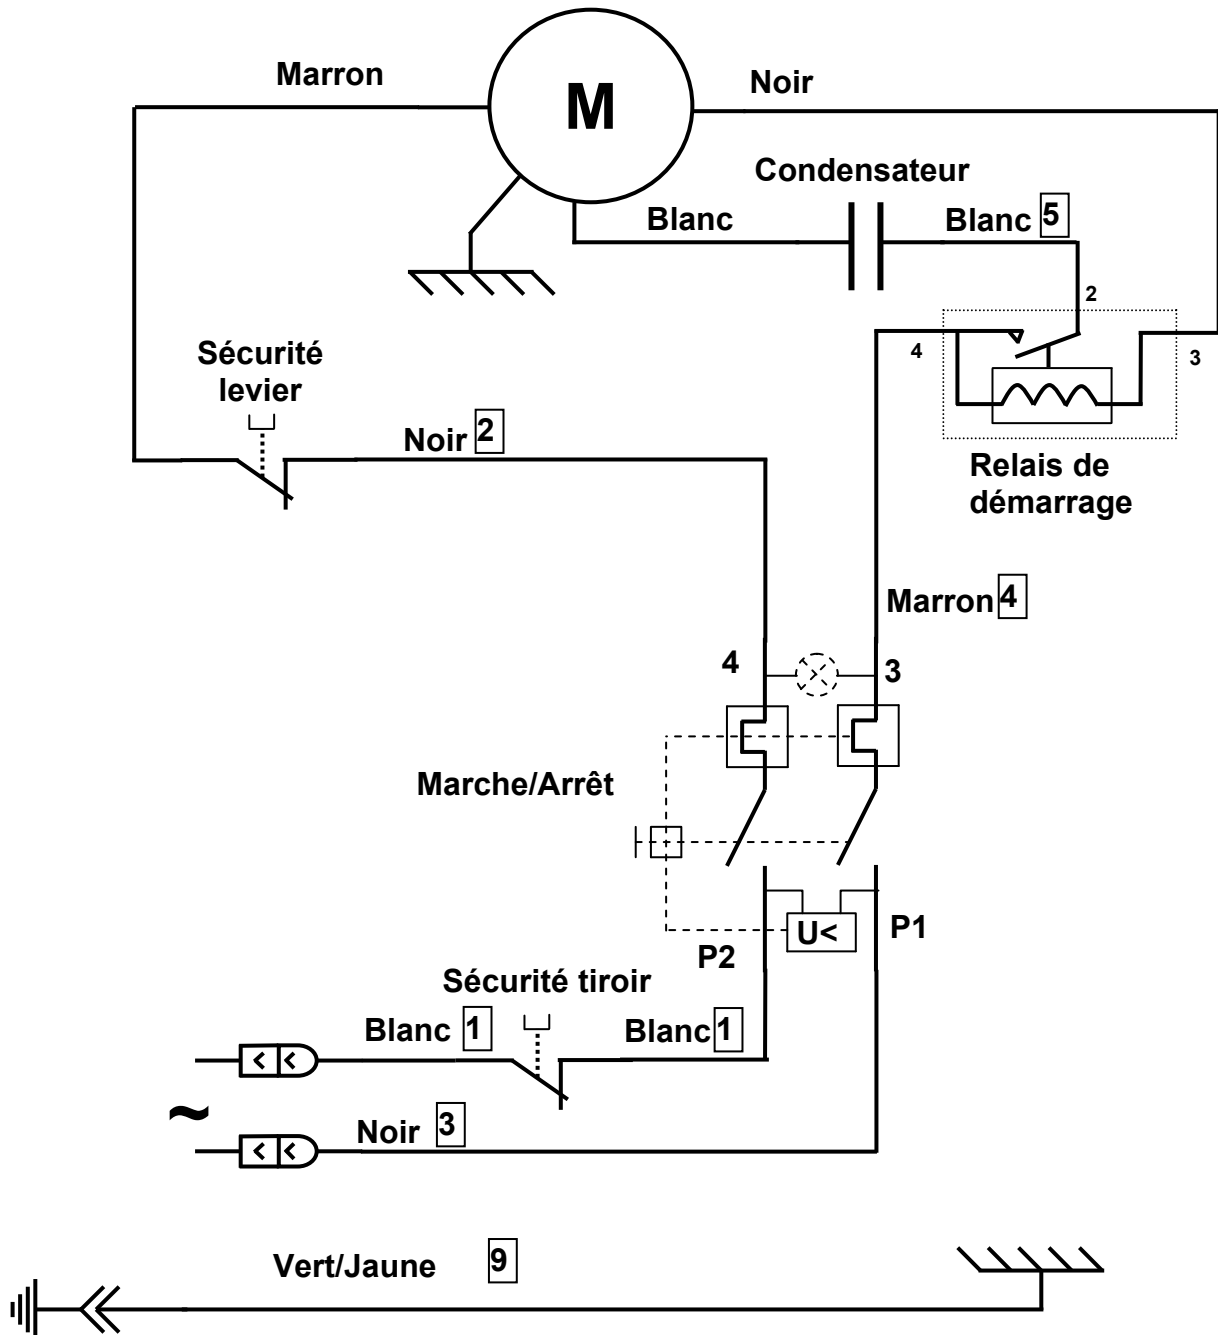 Marron
M
Noir
Condensateur
Blanc
Blanc 5
2
4
3
Sécurité
levier
Noir 2
Relais de
démarrage
Marron 4
4
3
Marche/Arrêt
U<
P1
P2
Sécurité tiroir
Blanc 1
Blanc 1
~
Noir 3
Vert/Jaune 9